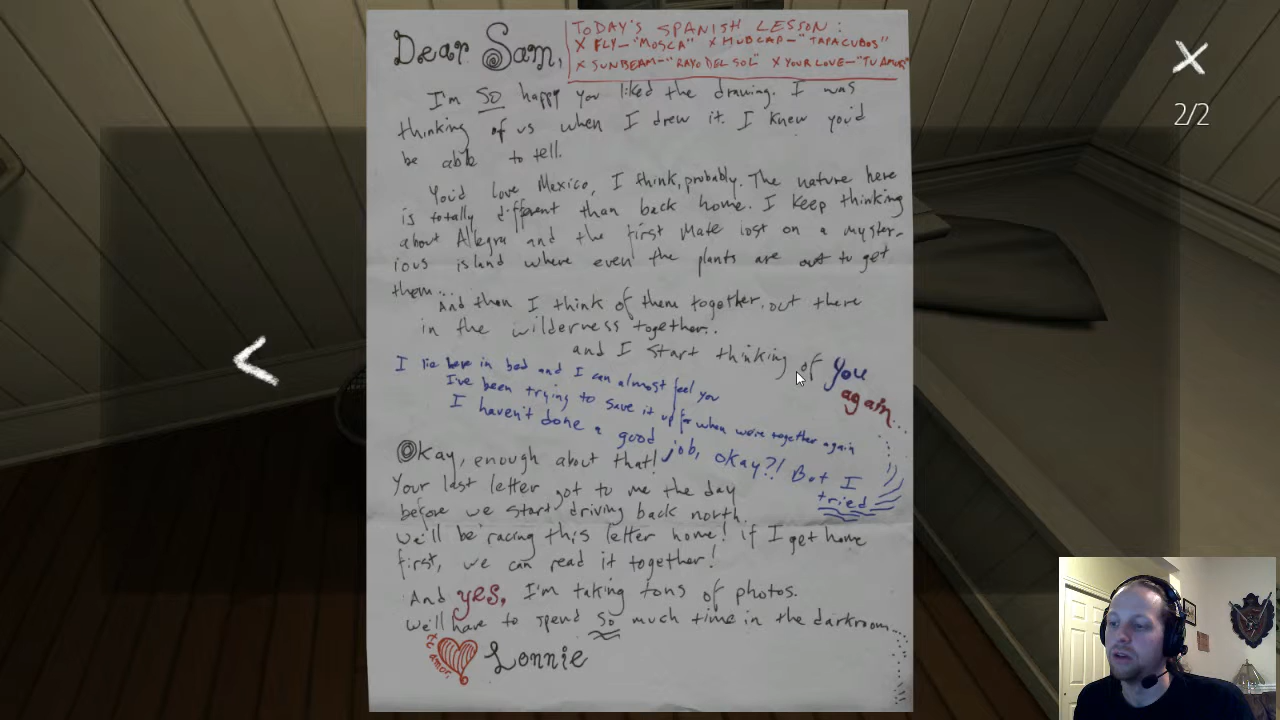 Dear Sam,
TODAY'S SPANISH LESSON:
x FLY-"MOSCA" x HUBCAP-"TAPACUBOS"
x SUNBEAM-"RAYO DEL SOL" x YOUR LOVE-"TU AMOR"
I'm SO happy you liked the drawing. I was
thinking of us when I drew it. I knew you'd
be able to tell.
You'd love Mexico, I think, probably. The nature here
is totally different than back home. I keep thinking
about Allegra and the First Mate lost on a myster-
ious island where even the plants are out to get
them...
And then I think of them together, out there
in the wilderness together..
and I start thinking of you
again...
I lie here in bed and I can almost feel you
I've been trying to save it up for when we're together again
I haven't done a good job, okay?! But I
tried
Okay, enough about that!
Your last letter got to me the day
before we start driving back north.
We'll be racing this letter home! if I get home
first, we can read it together!
And yes, I'm taking tons of photos.
We'll have to spend so much time in the darkroom...
Lonnie
2/2